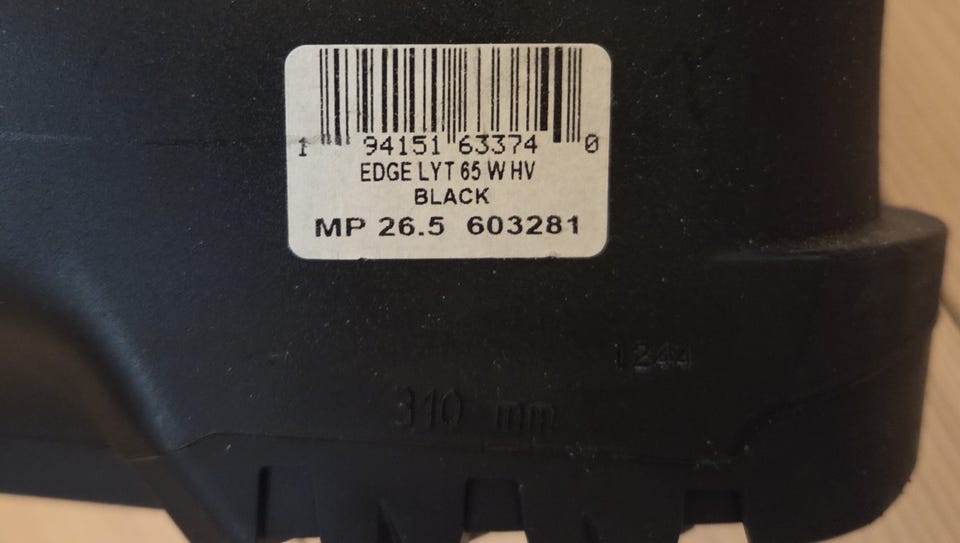 1 94151 63374 0
EDGE LYT 65 W HV
BLACK
MP 26.5 603281
1244
310 mm